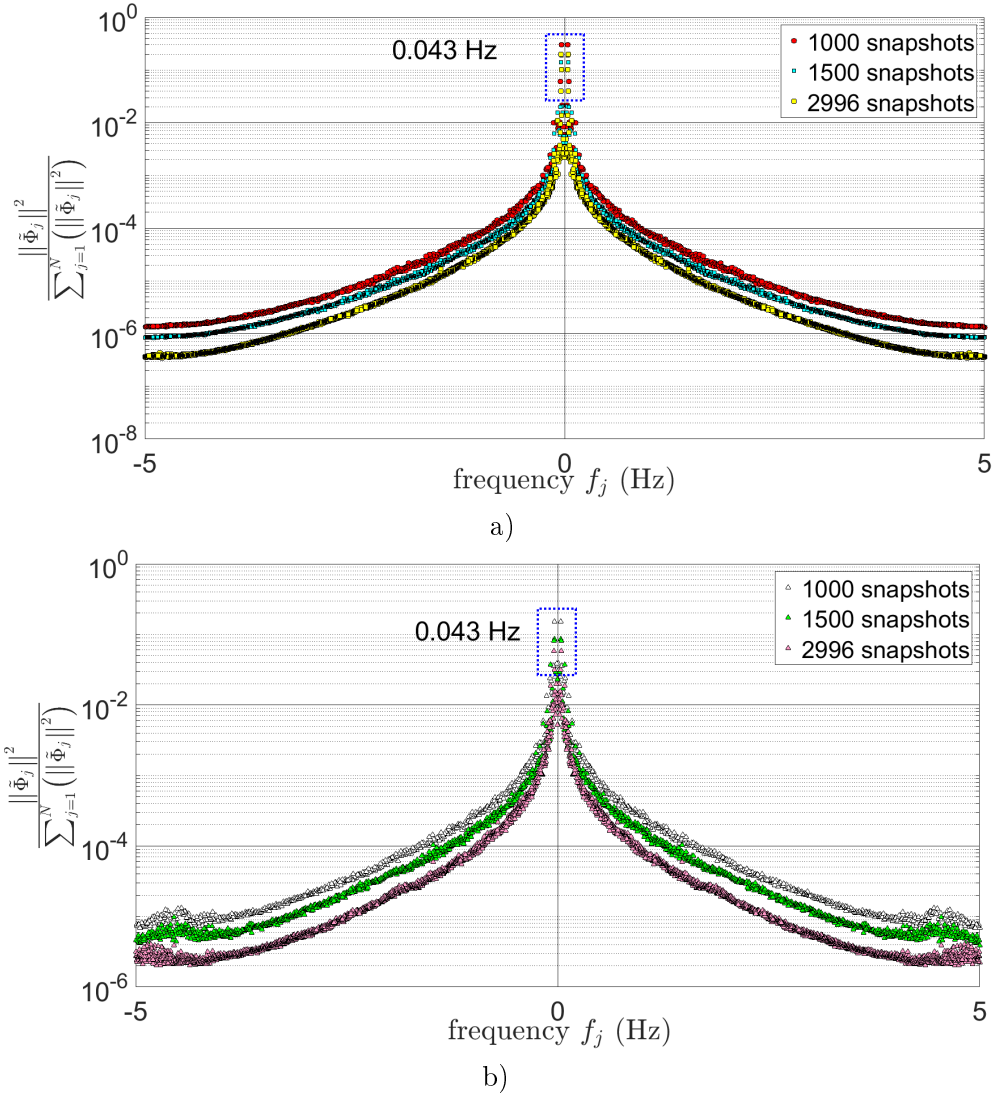 10^0
0.043 Hz
1000 snapshots
1500 snapshots
2996 snapshots
10^-2
10^-4
10^-6
10^-8
||Φ̃_j||^2
∑_{j=1}^{N}(||Φ̃_j||^2)
-5 0 5
frequency f_j (Hz)
a)
10^0
0.043 Hz
1000 snapshots
1500 snapshots
2996 snapshots
10^-2
10^-4
10^-6
||Φ̃_j||^2
∑_{j=1}^{N}(||Φ̃_j||^2)
-5 0 5
frequency f_j (Hz)
b)